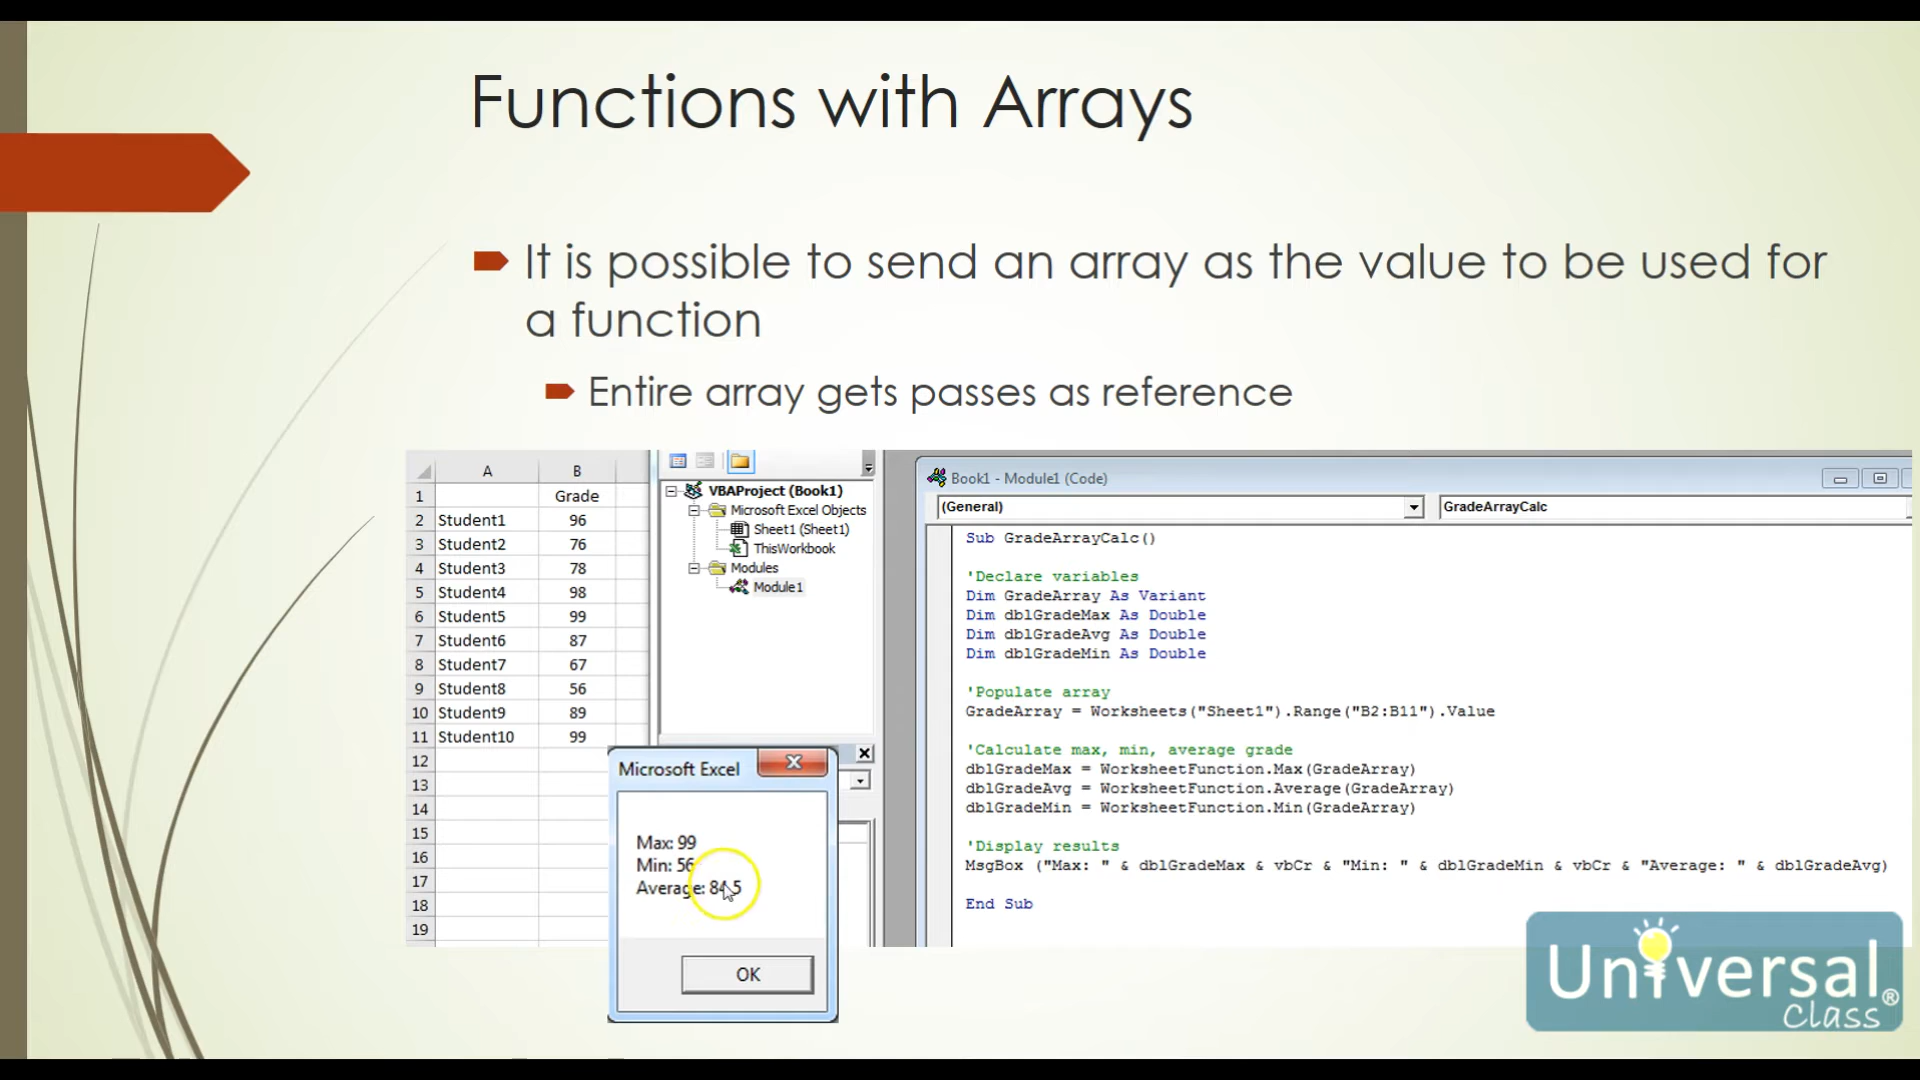 Functions with Arrays
It is possible to send an array as the value to be used for
a function
Entire array gets passes as reference
A B
1 Grade
2 Student1 96
3 Student2 76
4 Student3 78
5 Student4 98
6 Student5 99
7 Student6 87
8 Student7 67
9 Student8 56
10 Student9 89
11 Student10 99
12
13
14
15
16
17
18
19
VBAProject (Book1)
Microsoft Excel Objects
Sheet1 (Sheet1)
ThisWorkbook
Modules
Module1
Microsoft Excel
Max: 99
Min: 56
Average: 84.5
OK
Book1 - Module1 (Code)
(General) GradeArrayCalc
Sub GradeArrayCalc()
'Declare variables
Dim GradeArray As Variant
Dim dblGradeMax As Double
Dim dblGradeAvg As Double
Dim dblGradeMin As Double
'Populate array
GradeArray = Worksheets("Sheet1").Range("B2:B11").Value
'Calculate max, min, average grade
dblGradeMax = WorksheetFunction.Max(GradeArray)
dblGradeAvg = WorksheetFunction.Average(GradeArray)
dblGradeMin = WorksheetFunction.Min(GradeArray)
'Display results
MsgBox ("Max: " & dblGradeMax & vbCr & "Min: " & dblGradeMin & vbCr & "Average: " & dblGradeAvg)
End Sub
Universal®
Class